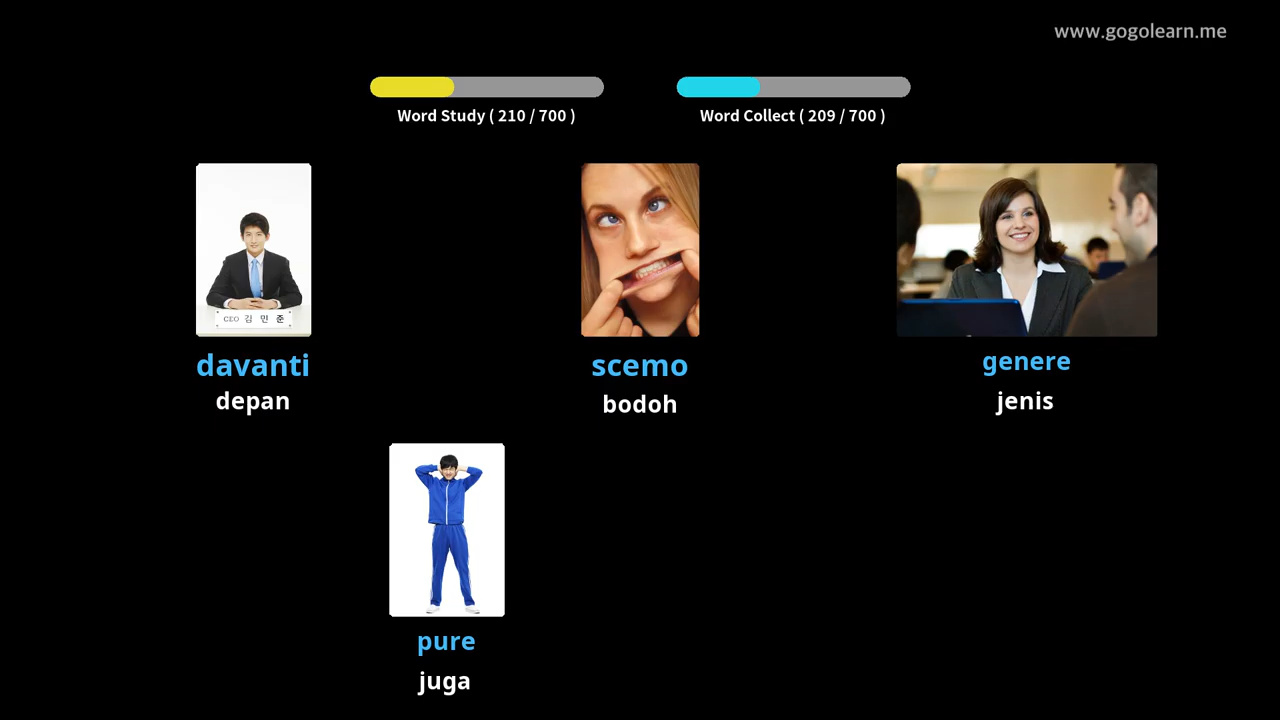 www.gogolearn.me
Word Study ( 210 / 700 )
Word Collect ( 209 / 700 )
CEO 김 민 준
davanti
depan
scemo
bodoh
genere
jenis
pure
juga